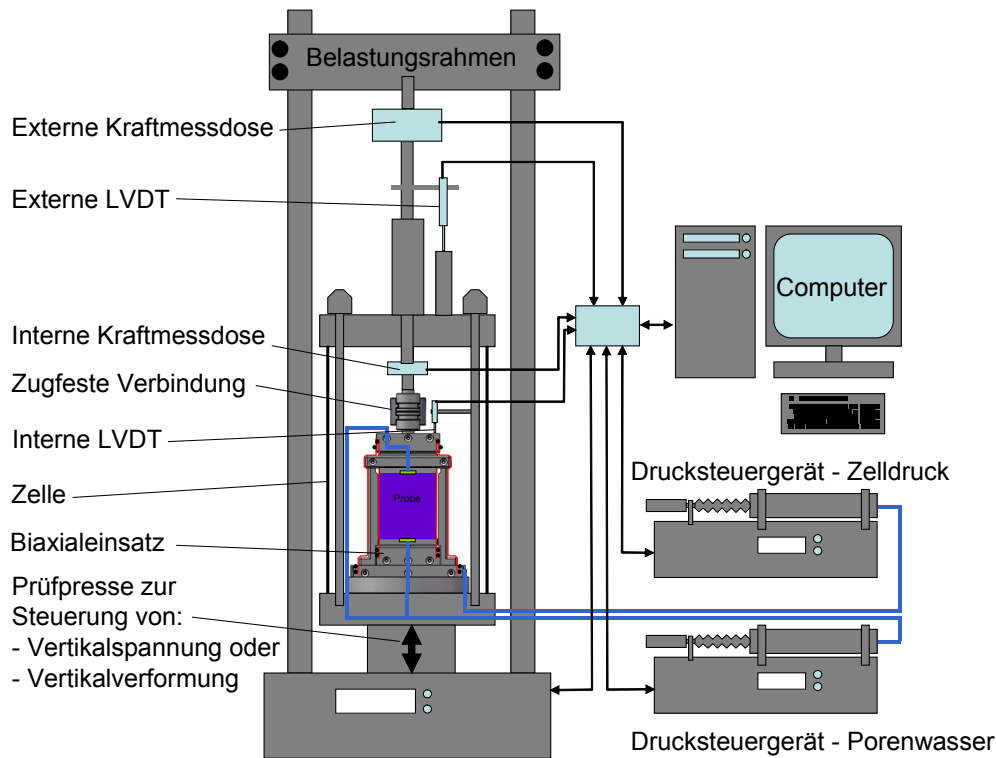 Belastungsrahmen
Externe Kraftmessdose
Externe LVDT
Computer
Interne Kraftmessdose
Zugfeste Verbindung
Interne LVDT
Drucksteuergerät - Zelldruck
Zelle
Probe
Biaxialeinsatz
Prüfpresse zur
Steuerung von:
- Vertikalspannung oder
- Vertikalverformung
Drucksteuergerät - Porenwasser